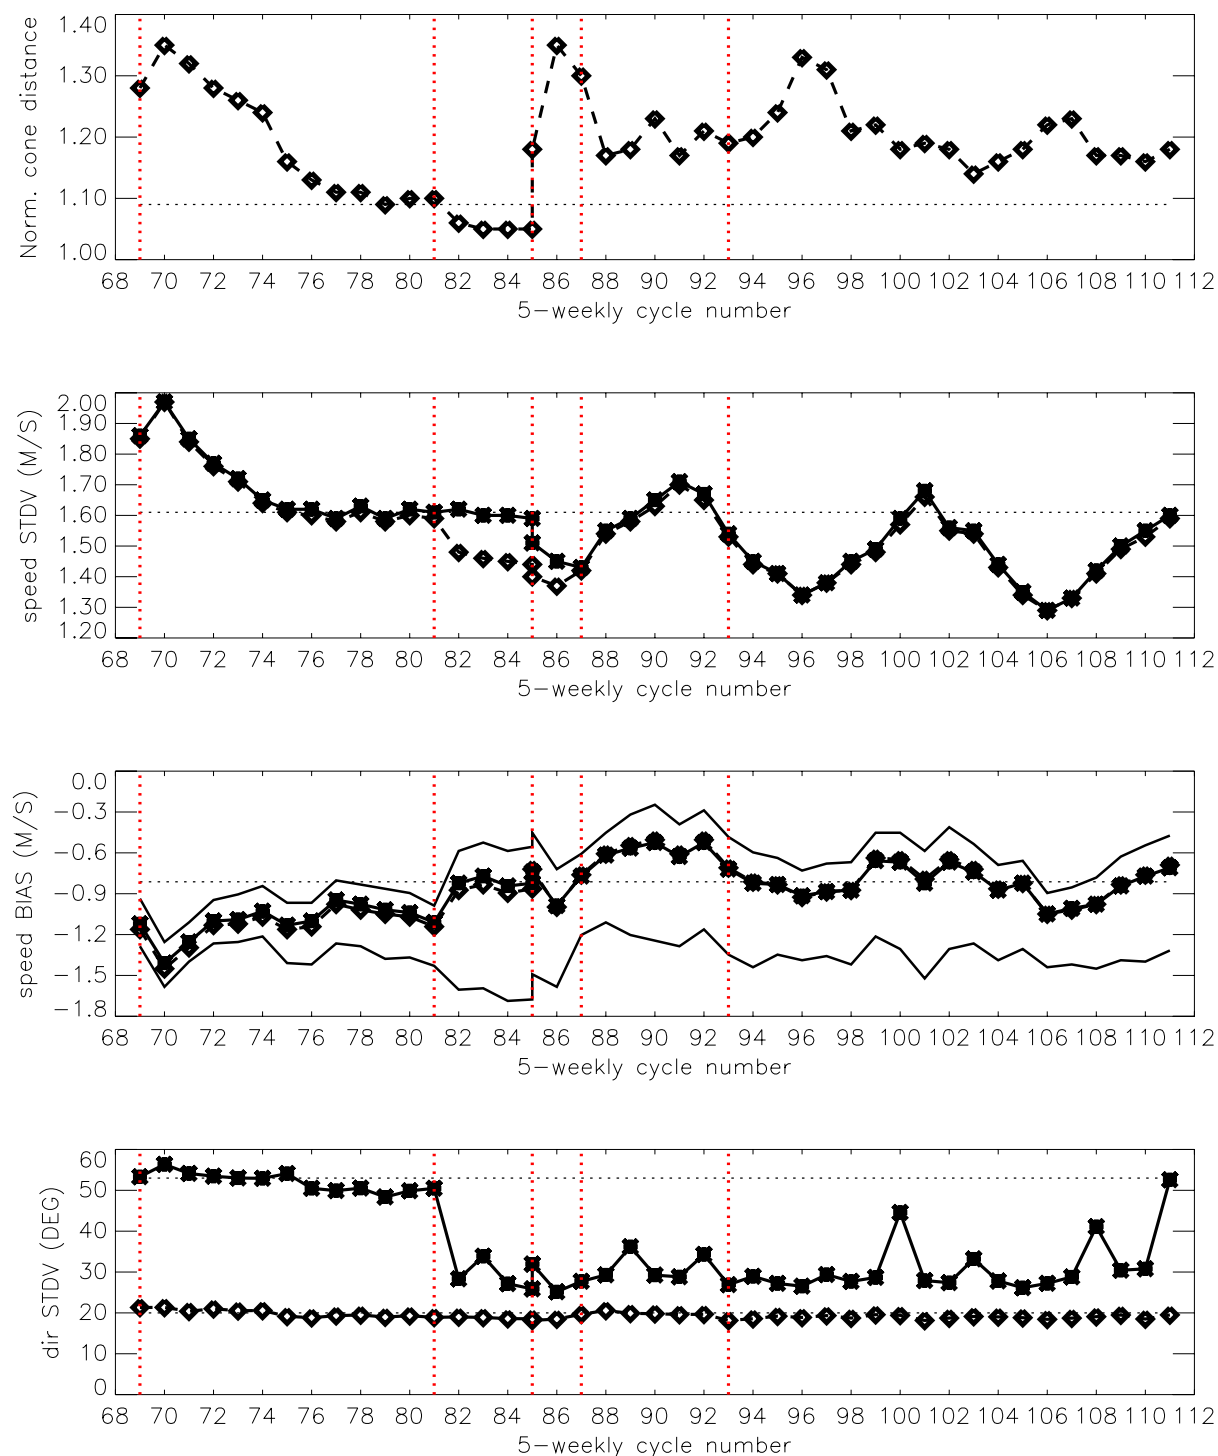 Norm. cone distance
1.40
1.30
1.20
1.10
1.00
68 70 72 74 76 78 80 82 84 86 88 90 92 94 96 98 100 102 104 106 108 110 112
5-weekly cycle number
speed STDV (M/S)
2.00
1.90
1.80
1.70
1.60
1.50
1.40
1.30
1.20
68 70 72 74 76 78 80 82 84 86 88 90 92 94 96 98 100 102 104 106 108 110 112
5-weekly cycle number
speed BIAS (M/S)
0.0
-0.3
-0.6
-0.9
-1.2
-1.5
-1.8
68 70 72 74 76 78 80 82 84 86 88 90 92 94 96 98 100 102 104 106 108 110 112
5-weekly cycle number
dir STDV (DEG)
60
50
40
30
20
10
0
68 70 72 74 76 78 80 82 84 86 88 90 92 94 96 98 100 102 104 106 108 110 112
5-weekly cycle number